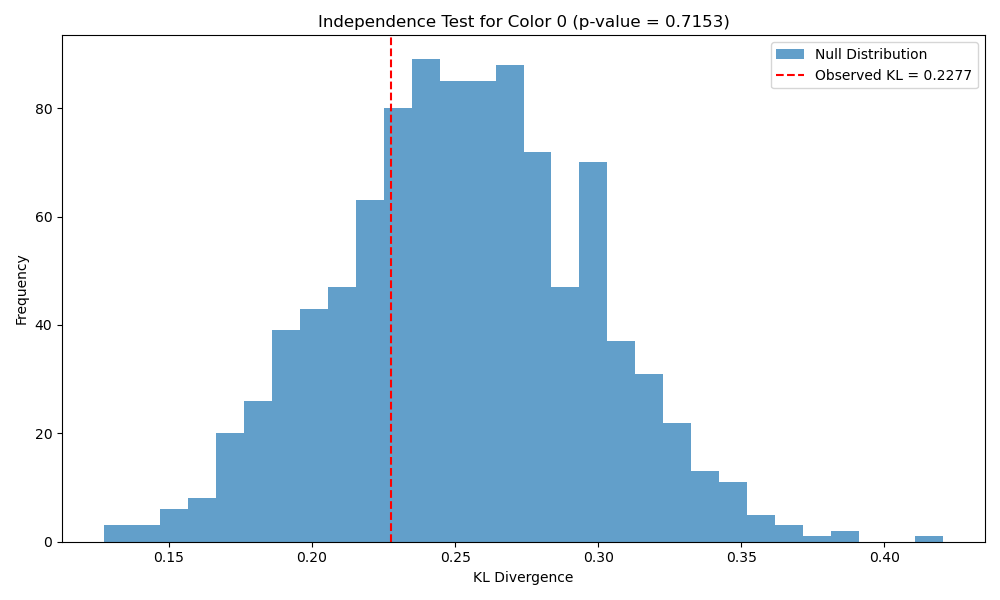 Independence Test for Color 0 (p-value = 0.7153)
Null Distribution
Observed KL = 0.2277
80
60
40
20
0
Frequency
0.15 0.20 0.25 0.30 0.35 0.40
KL Divergence